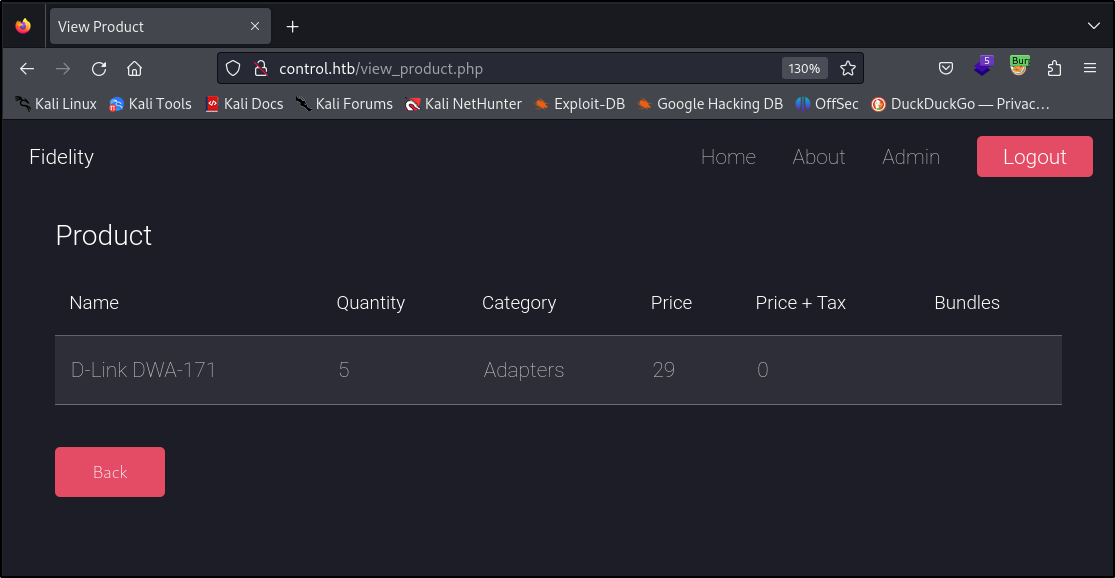 View Product
control.htb/view_product.php 130% 5 Burr
Kali Linux Kali Tools Kali Docs Kali Forums Kali NetHunter Exploit-DB Google Hacking DB OffSec DuckDuckGo — Privac…
Fidelity Home About Admin Logout
Product
Name Quantity Category Price Price + Tax Bundles
D-Link DWA-171 5 Adapters 29 0
Back